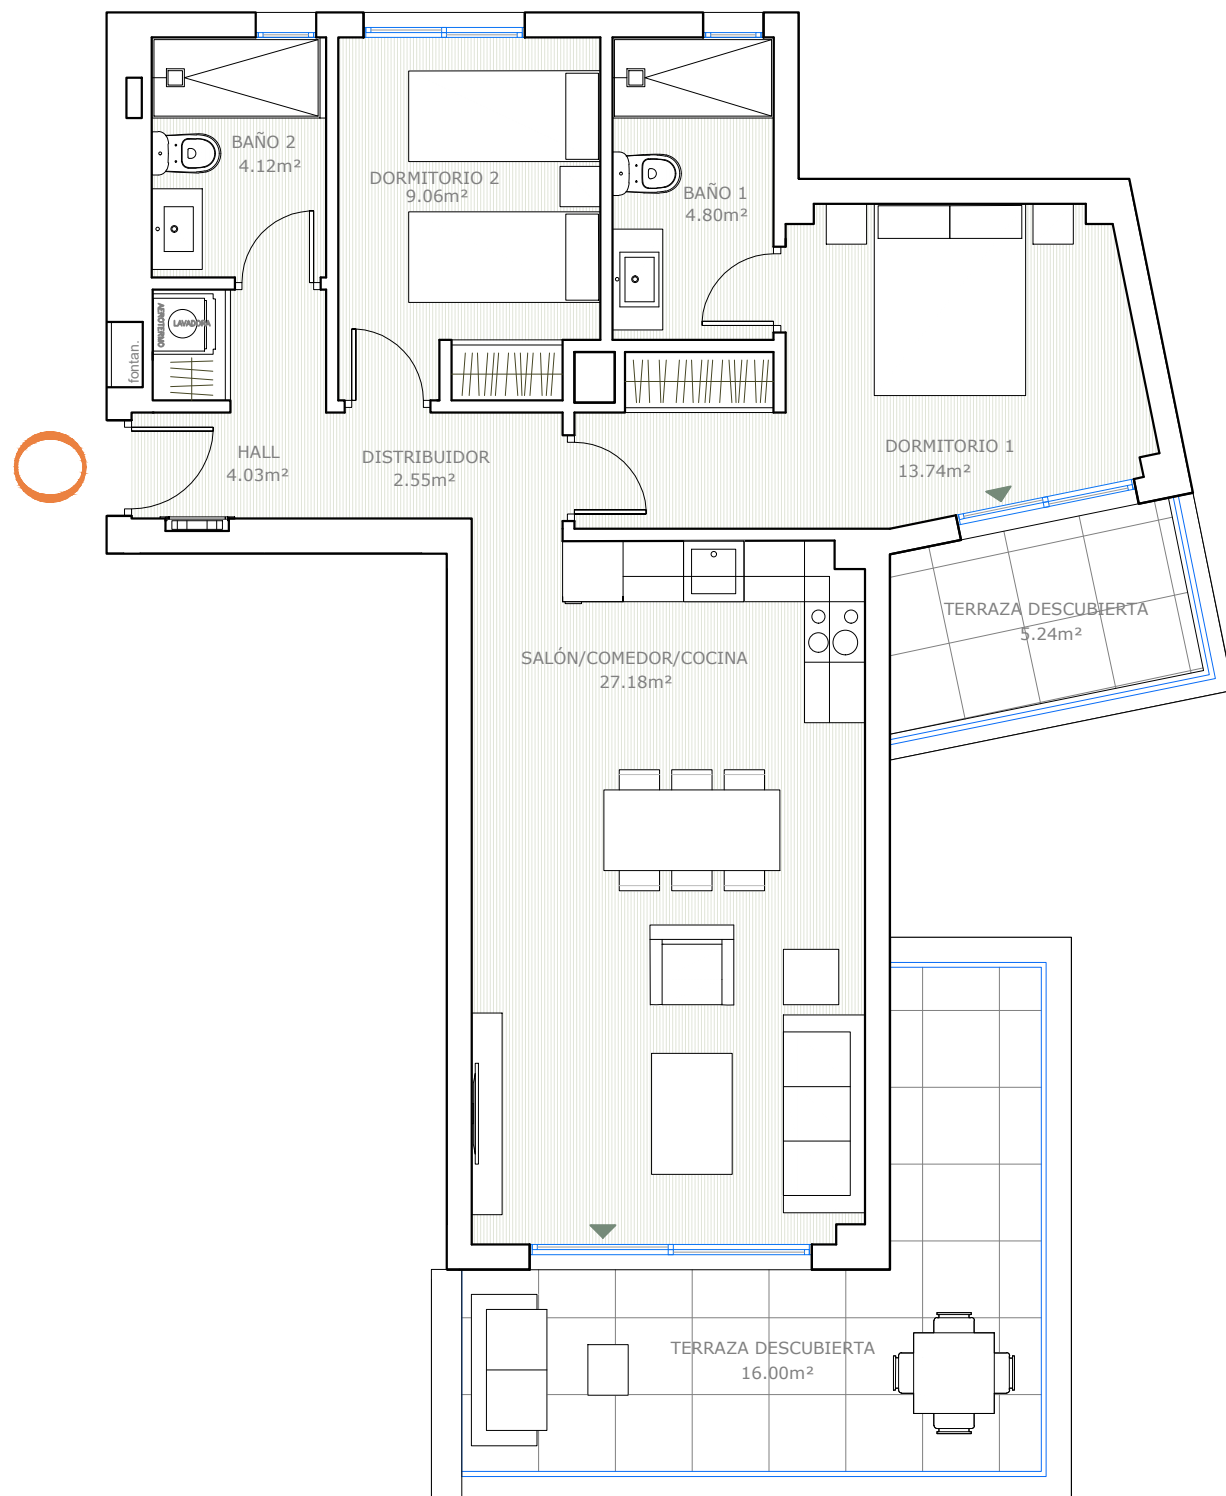 BAÑO 2
4.12m²
DORMITORIO 2
9.06m²
BAÑO 1
4.80m²
AEROTERMO
LAVADORA
fontan.
HALL
4.03m²
DISTRIBUIDOR
2.55m²
DORMITORIO 1
13.74m²
TERRAZA DESCUBIERTA
5.24m²
SALÓN/COMEDOR/COCINA
27.18m²
TERRAZA DESCUBIERTA
16.00m²